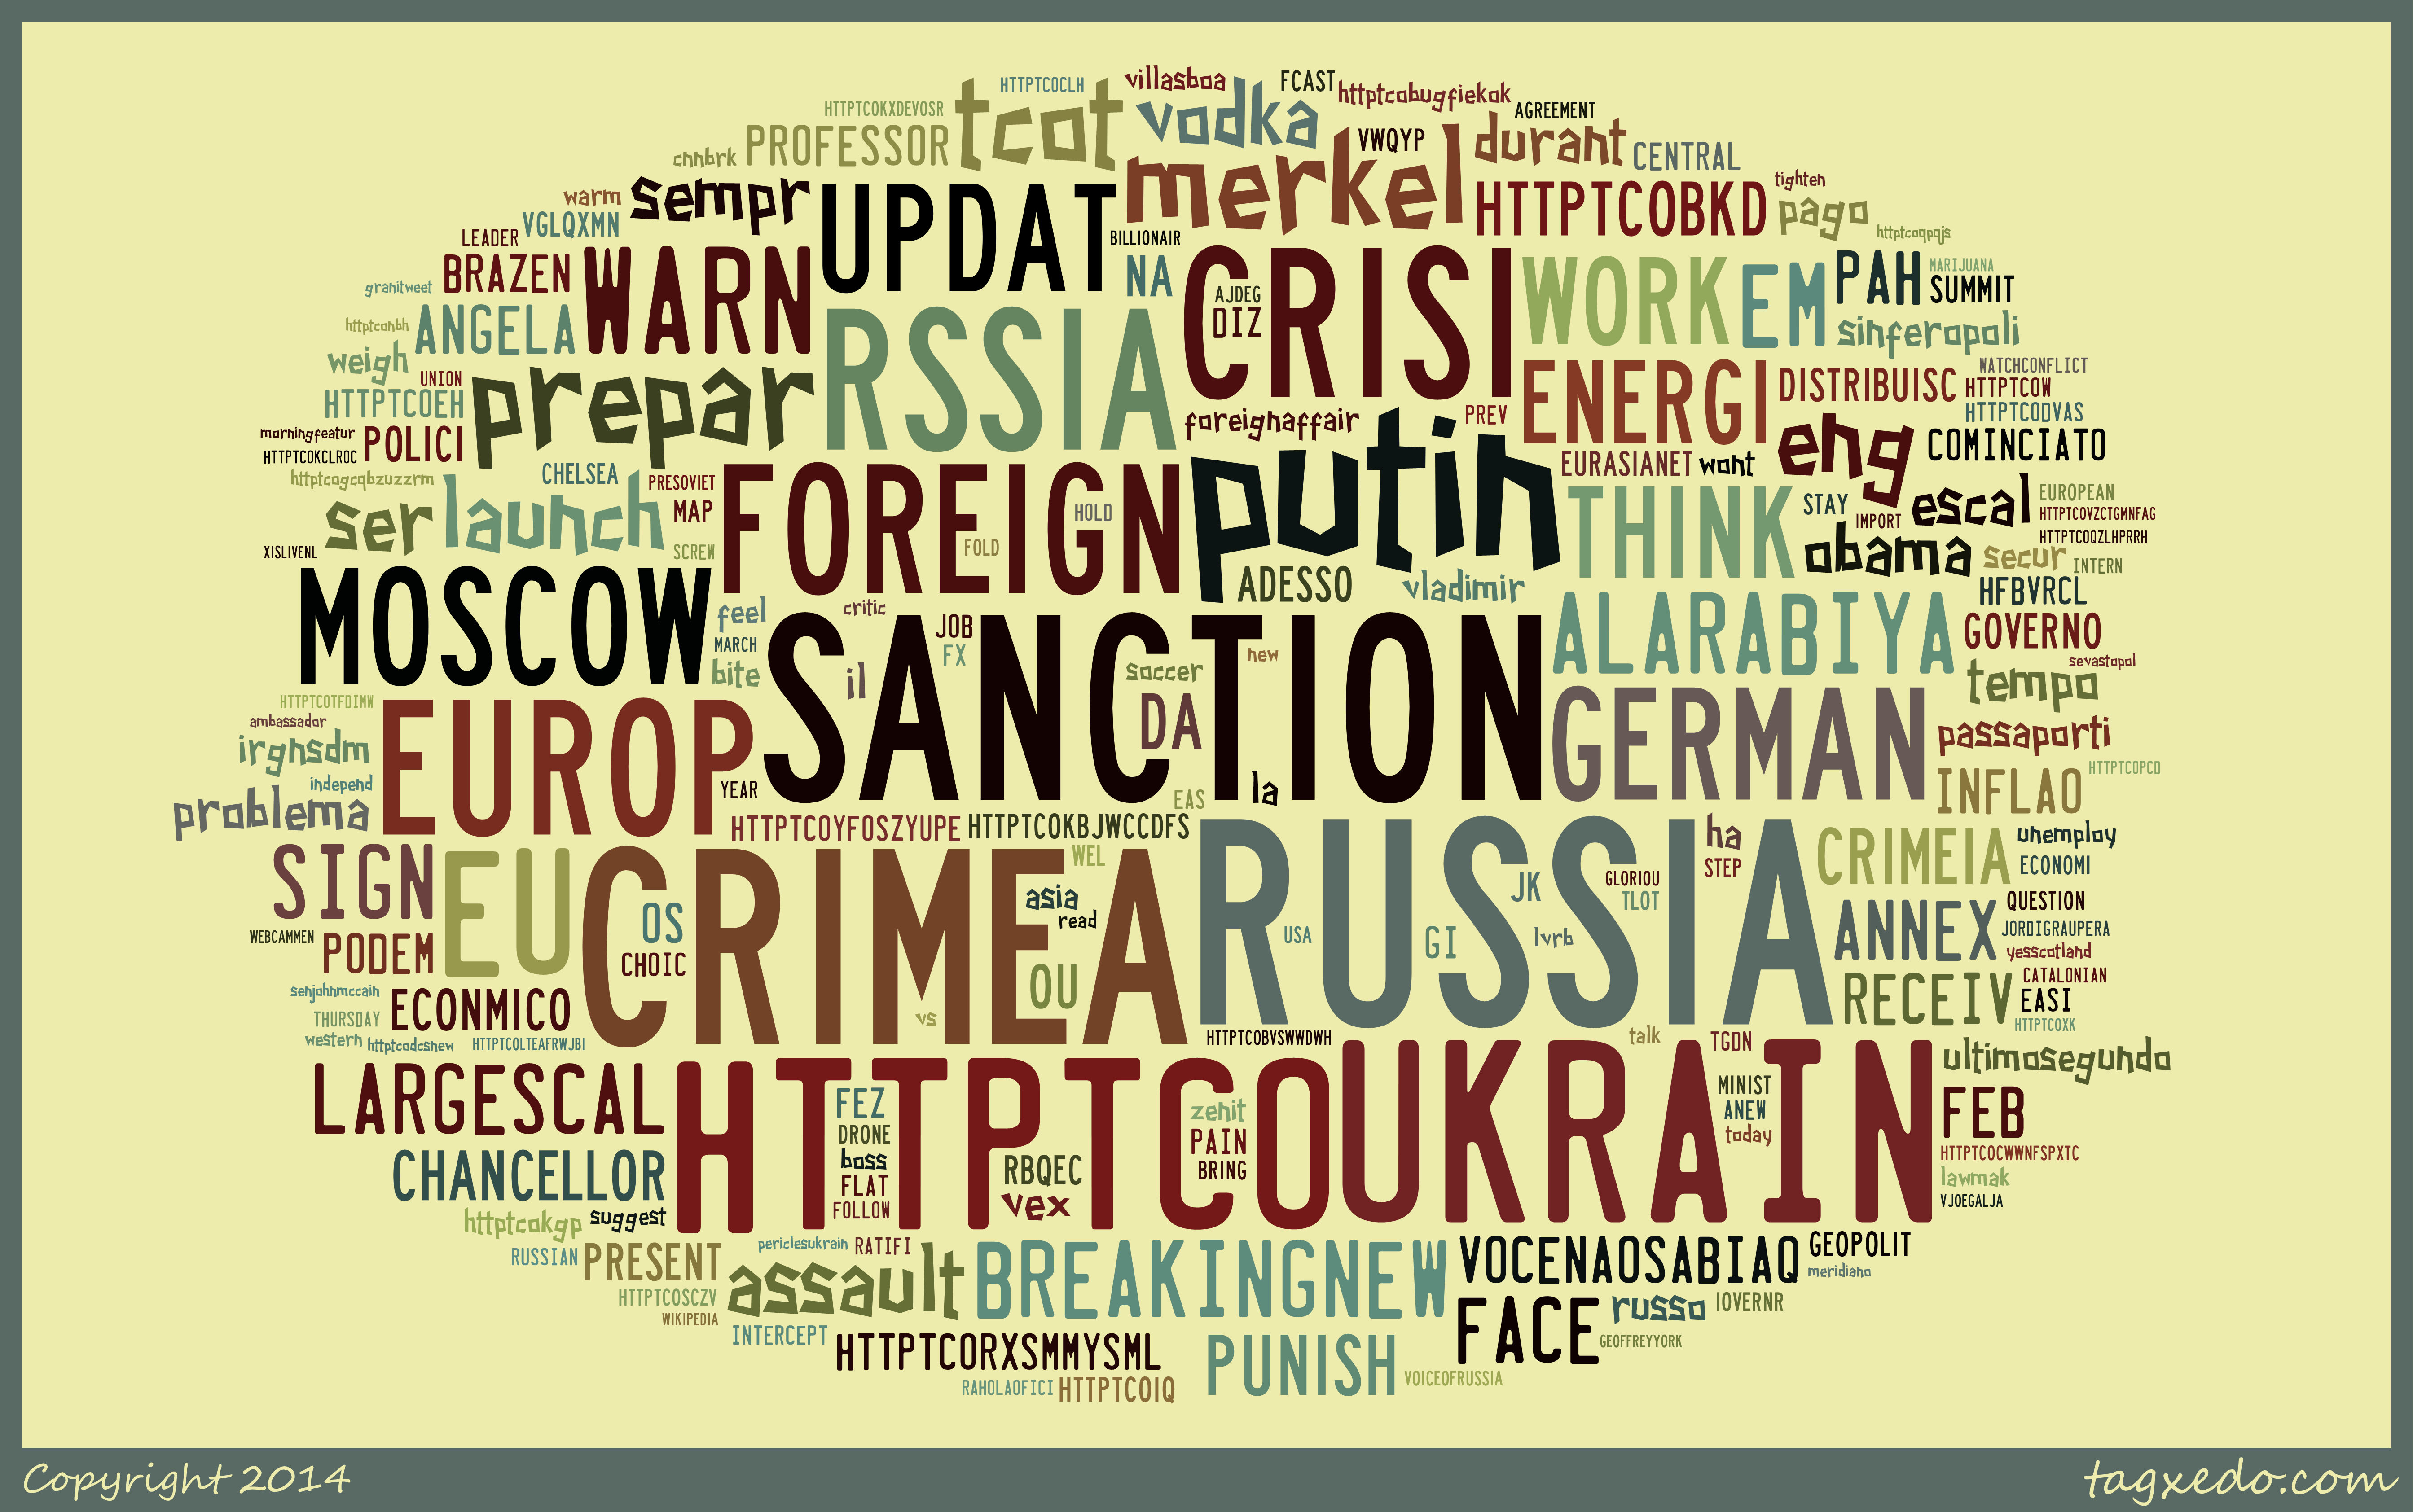 HTTPTCOCLH villasboa FCAST httptcobugfiekok
HTTPTCOKXDEVOSR tcot vodka AGREEMENT
cnnbrk PROFESSOR VWQYP durant CENTRAL
warm sempr UPDAT merkel HTTPTCOBKD tighten
VGLQXMN pago
LEADER BILLIONAIR httptcoqpqjs
BRAZEN WARN NA CRISI WORK EM PAH MARIJUANA
granitweet AJDEG SUMMIT
httptconbh ANGELA RSSIA DIZ sinferopoli
weigh UNION prepar ENERGI DISTRIBUISC WATCHCONFLICT
HTTPTCOEH HTTPTCOW
foreignaffair PREV HTTPTCODVAS
morningfeatur POLICI eng COMINCIATO
HTTPTCOKCLROC putin EURASIANET wont
httptcogcqbzuzzrm CHELSEA PRESOVIET FOREIGN
ser launch MAP HOLD THINK STAY escal EUROPEAN
IMPORT HTTPTCOVZCTGMNFAG
XISLIVENL SCREW FOLD obama HTTPTCOQZLHPRRH
secur INTERN
MOSCOW ADESSO vladimir HFBVRCL
feel critic SANCTION ALARABIYA GOVERNO
MARCH JOB
bite il FX soccer new sevastopol
tempo
HTTPTCOTFDIMW EUROP DA GERMAN
ambassador passaporti
irghsdm HTTPTCOPCD
independ YEAR EAS la INFLAO
problema HTTPTCOYFOSZYUPE HTTPTCOKBJWCCDFS
SIGN EU CRIMEA WEL RUSSIA ha CRIMEIA unemploy
STEP ECONOMI
OS asia JK GLORIOU QUESTION
read TLOT
WEBCAMMEN USA GI lvrb ANNEX JORDIGRAUPERA
PODEM CHOIC yesscotland
OU CATALONIAN
senjohnmccain ECONMICO RECEIV EASI
THURSDAY vs HTTPTCOXK
western httptcodcsnew HTTPTCOLTEAFRWJBI HTTPTCOBVSWWDWH talk TGDN
LARGESCAL HTTPTCO UKRAIN ultimosegundo
FEZ zenit MINIST FEB
DRONE PAIN ANEW
boss today
CHANCELLOR FLAT RBQEC BRING HTTPTCOCWWNFSPXTC
FOLLOW vex lawmak
httptcokgp suggest VJOEGALJA
RUSSIAN PRESENT periclesukrain RATIFI BREAKINGNEW VOCENAOSABIAQ GEOPOLIT
assault meridiano
HTTPTCOSCZV FACE russo IOVERNR
WIKIPEDIA INTERCEPT HTTPTCORXSMMYSML PUNISH GEOFFREYYORK
RAHOLAOFICI HTTPTCOIQ VOICEOFRUSSIA
Copyright 2014 tagxedo.com